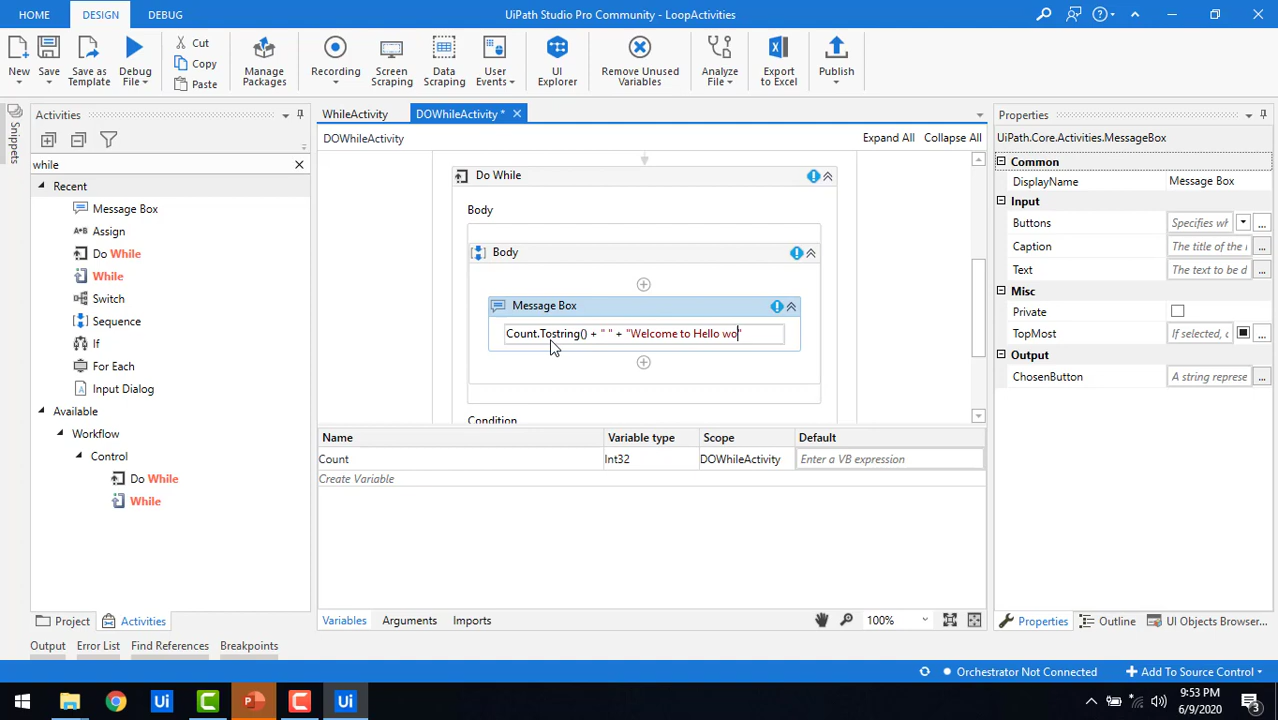 HOME DESIGN DEBUG UiPath Studio Pro Community - LoopActivities
New Save Save as Template Debug File Cut Copy Paste Manage Packages Recording Screen Scraping Data Scraping User Events UI Explorer Remove Unused Variables Analyze File Export to Excel Publish
Snippets
Activities
while
Recent
Message Box
Assign
Do While
While
Switch
Sequence
If
For Each
Input Dialog
Available
Workflow
Control
Do While
While
Project Activities
WhileActivity DOWhileActivity *
DOWhileActivity Expand All Collapse All
Do While
Body
Body
Message Box
Count.Tostring() + " " + "Welcome to Hello wo"
Condition
Name Variable type Scope Default
Count Int32 DOWhileActivity Enter a VB expression
Create Variable
Variables Arguments Imports 100%
Properties
UiPath.Core.Activities.MessageBox
Common
DisplayName Message Box
Input
Buttons Specifies wh ...
Caption The title of the ...
Text The text to be d ...
Misc
Private
TopMost If selected, ...
Output
ChosenButton A string represe ...
Properties Outline UI Objects Browser...
Output Error List Find References Breakpoints
Orchestrator Not Connected Add To Source Control
Ui Ui
9:53 PM
6/9/2020
3